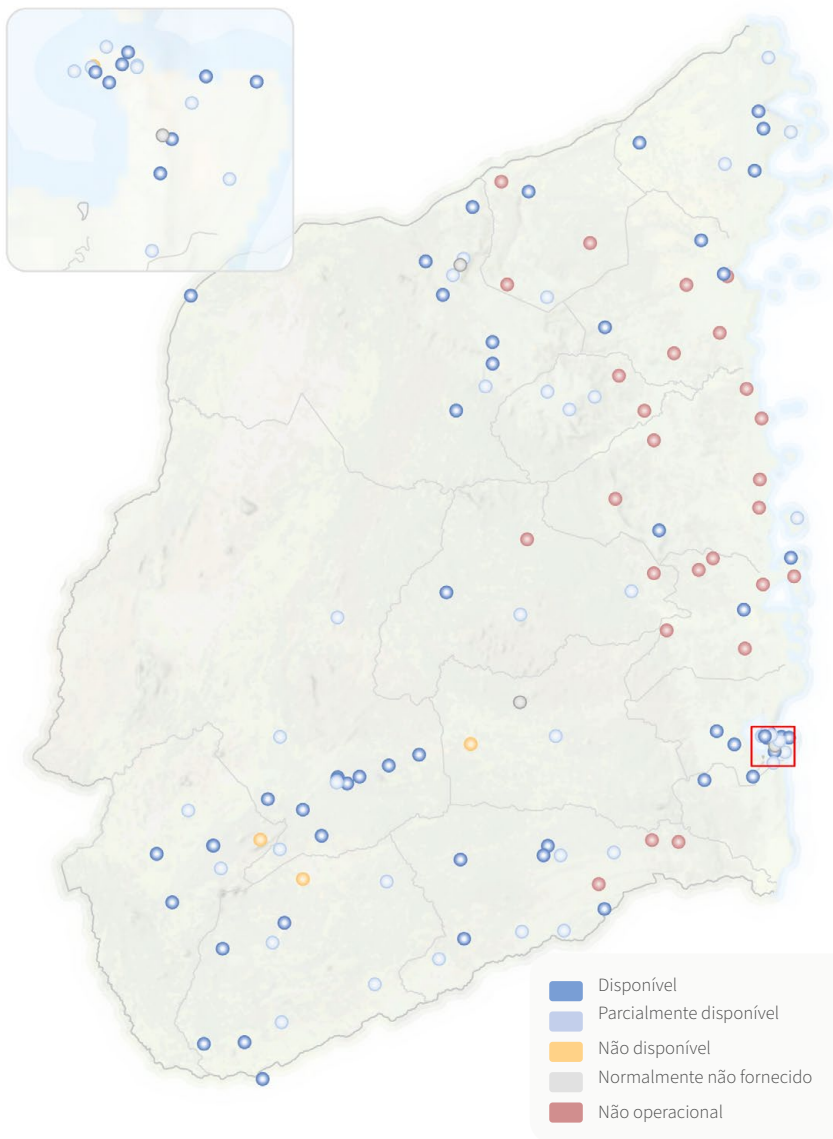 Disponível
Parcialmente disponível
Não disponível
Normalmente não fornecido
Não operacional